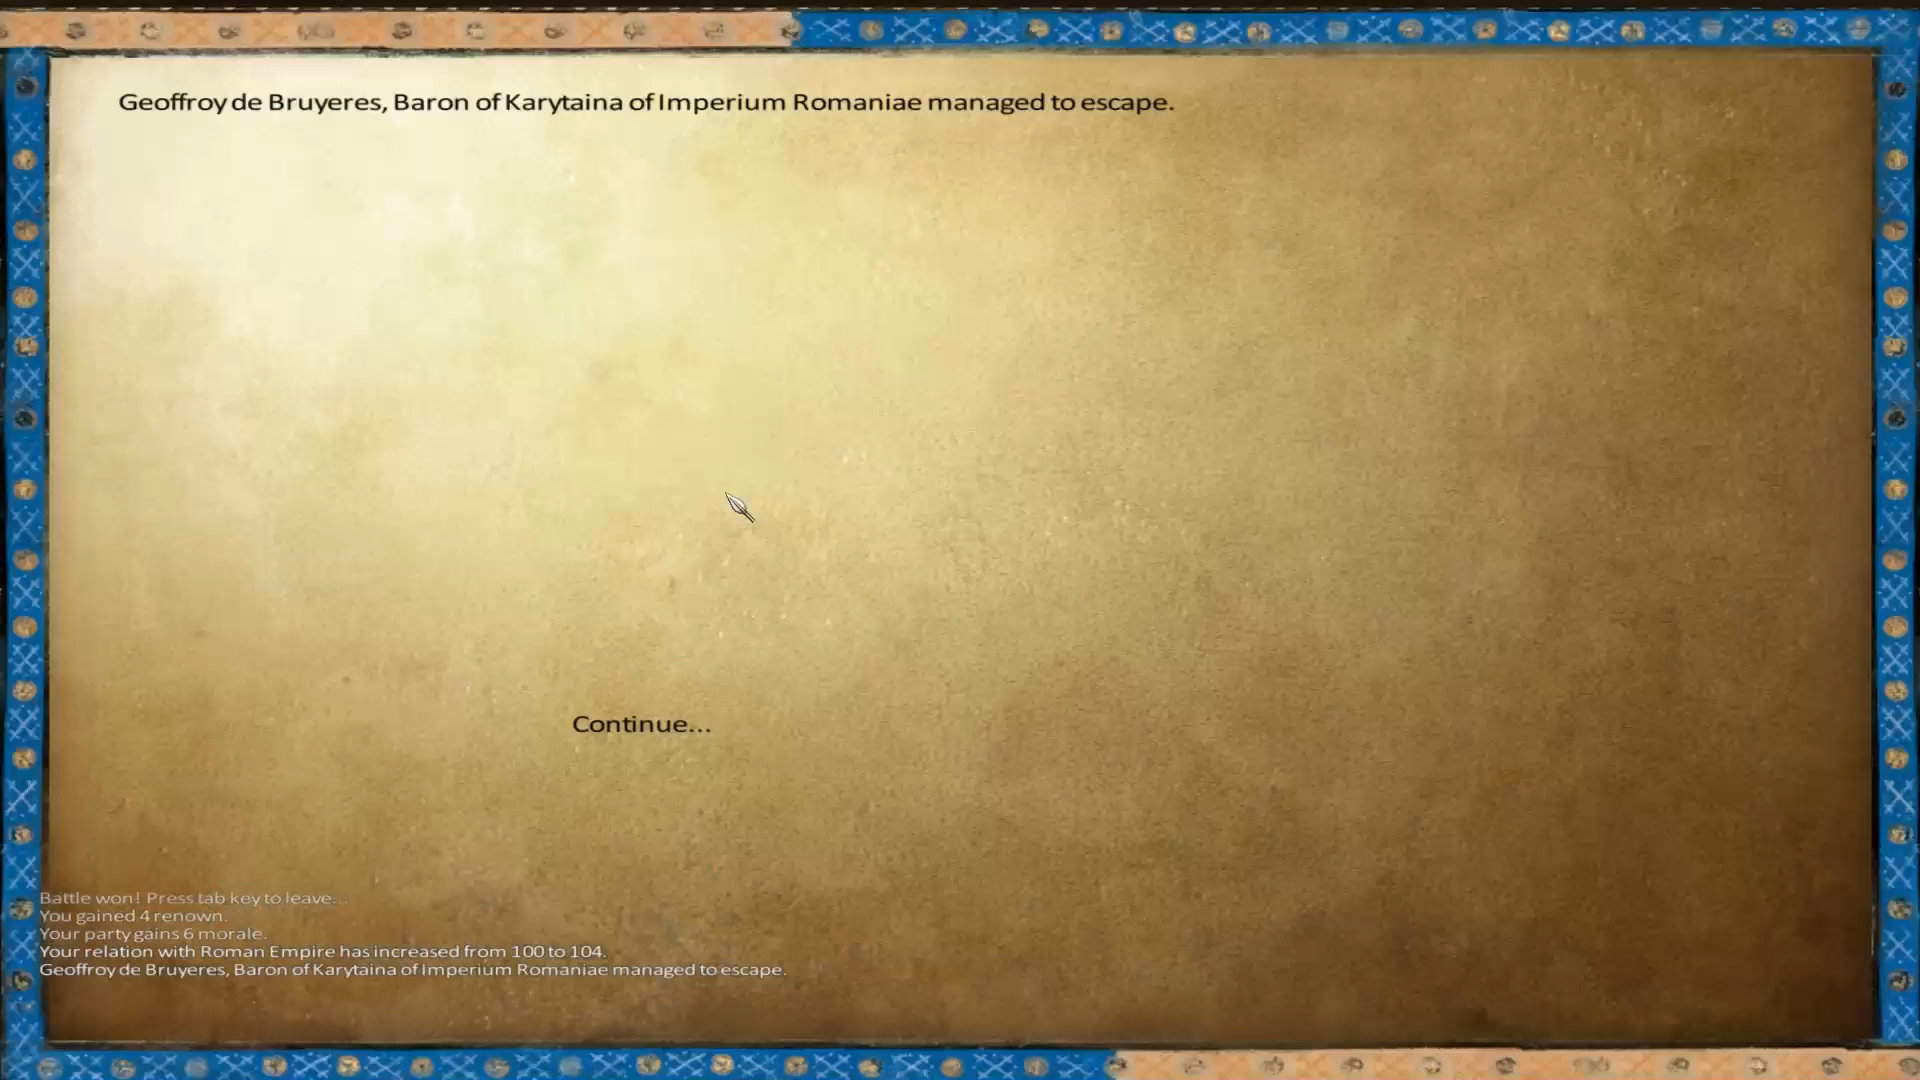 Geoffroy de Bruyeres, Baron of Karytaina of Imperium Romaniae managed to escape.
Continue...
Battle won! Press tab key to leave...
You gained 4 renown.
Your party gains 6 morale.
Your relation with Roman Empire has increased from 100 to 104.
Geoffroy de Bruyeres, Baron of Karytaina of Imperium Romaniae managed to escape.